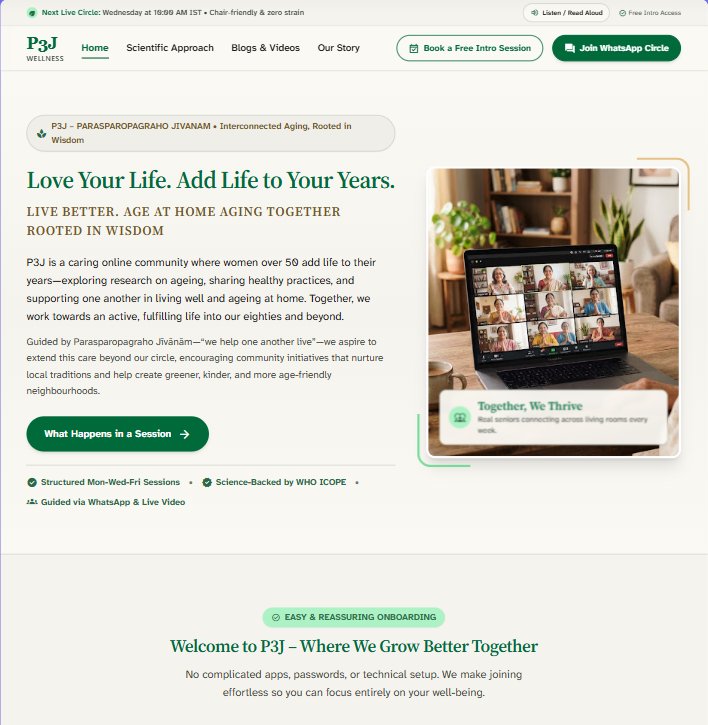 Next Live Circle: Wednesday at 10:00 AM IST • Chair-friendly & zero strain
Listen / Read Aloud
Free Intro Access
P3J
WELLNESS
Home
Scientific Approach
Blogs & Videos
Our Story
Book a Free Intro Session
Join WhatsApp Circle
P3J – PARASPAROPAGRAHO JIVANAM • Interconnected Aging, Rooted in
Wisdom
Love Your Life. Add Life to Your Years.
LIVE BETTER. AGE AT HOME AGING TOGETHER
ROOTED IN WISDOM
P3J is a caring online community where women over 50 add life to their
years—exploring research on ageing, sharing healthy practices, and
supporting one another in living well and ageing at home. Together, we
work towards an active, fulfilling life into our eighties and beyond.
Guided by Parasparopagraho Jīvānām—“we help one another live”—we aspire to
extend this care beyond our circle, encouraging community initiatives that nurture
local traditions and help create greener, kinder, and more age-friendly
neighbourhoods.
What Happens in a Session →
Together, We Thrive
Real seniors connecting across living rooms every
week.
Structured Mon-Wed-Fri Sessions •
Science-Backed by WHO ICOPE •
Guided via WhatsApp & Live Video
EASY & REASSURING ONBOARDING
Welcome to P3J – Where We Grow Better Together
No complicated apps, passwords, or technical setup. We make joining
effortless so you can focus entirely on your well-being.